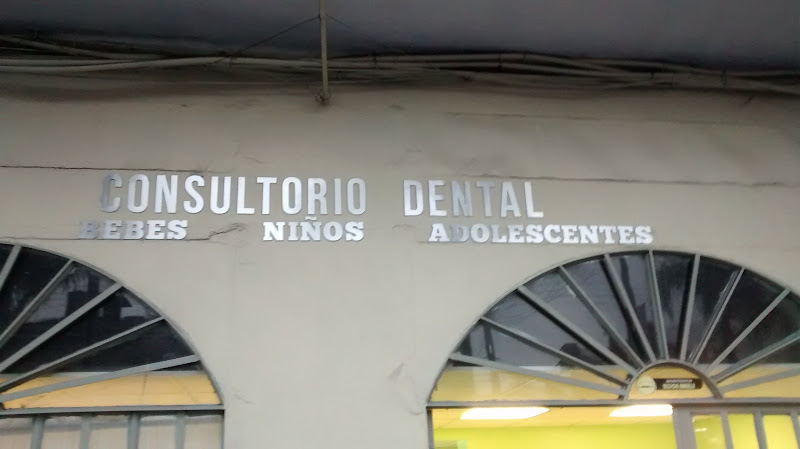 CONSULTORIO DENTAL
BEBES NIÑOS ADOLESCENTES